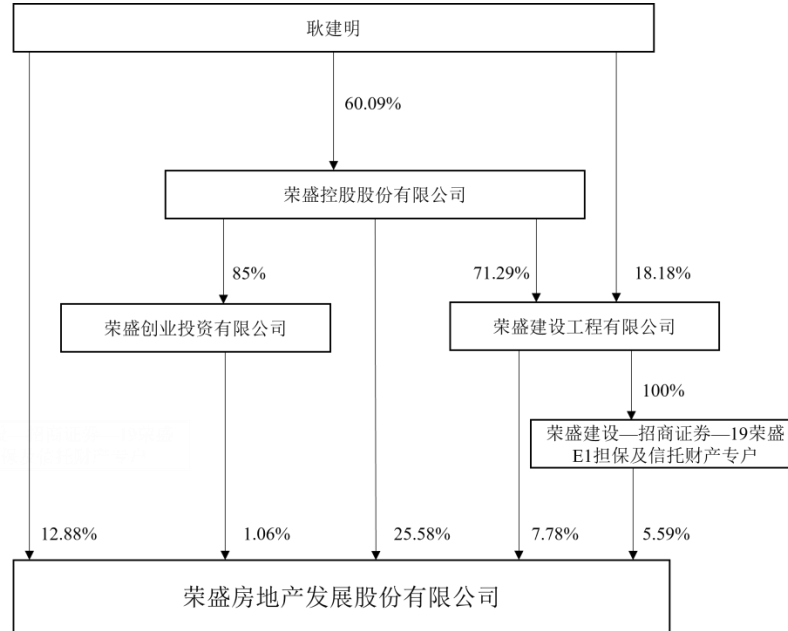 耿建明
60.09%
荣盛控股股份有限公司
85%
71.29%
18.18%
荣盛创业投资有限公司
荣盛建设工程有限公司
100%
荣盛建设—招商证券—19荣盛
E1担保及信托财产专户
12.88%
1.06%
25.58%
7.78%
5.59%
荣盛房地产发展股份有限公司